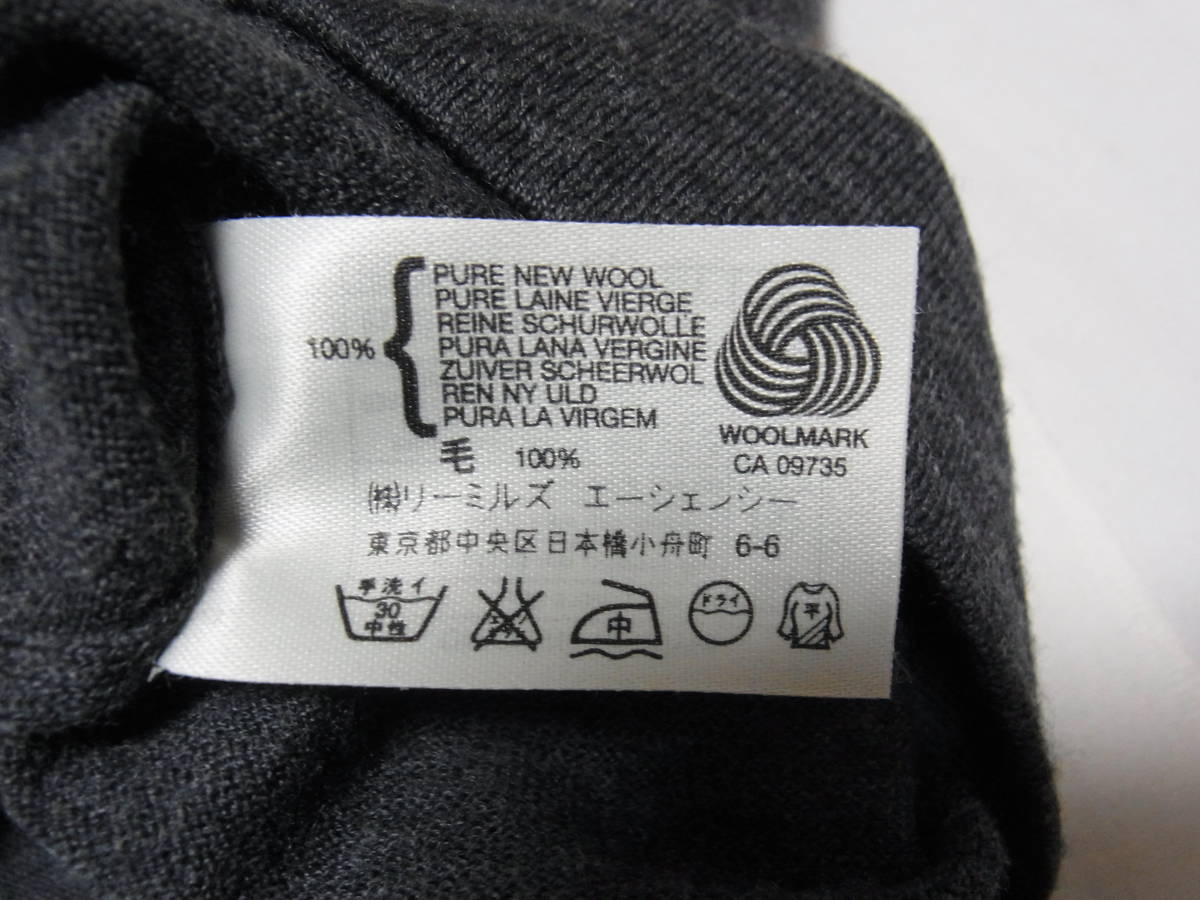 100%
PURE NEW WOOL
PURE LAINE VIERGE
REINE SCHURWOLLE
PURA LANA VERGINE
ZUIVER SCHEERWOL
REN NY ULD
PURA LA VIRGEM
WOOLMARK
CA 09735
毛 100%
㈱リーミルズ エーシェンシー
東京都中央区日本橋小舟町 6-6
手洗イ
30
中性
中
ドライ
平